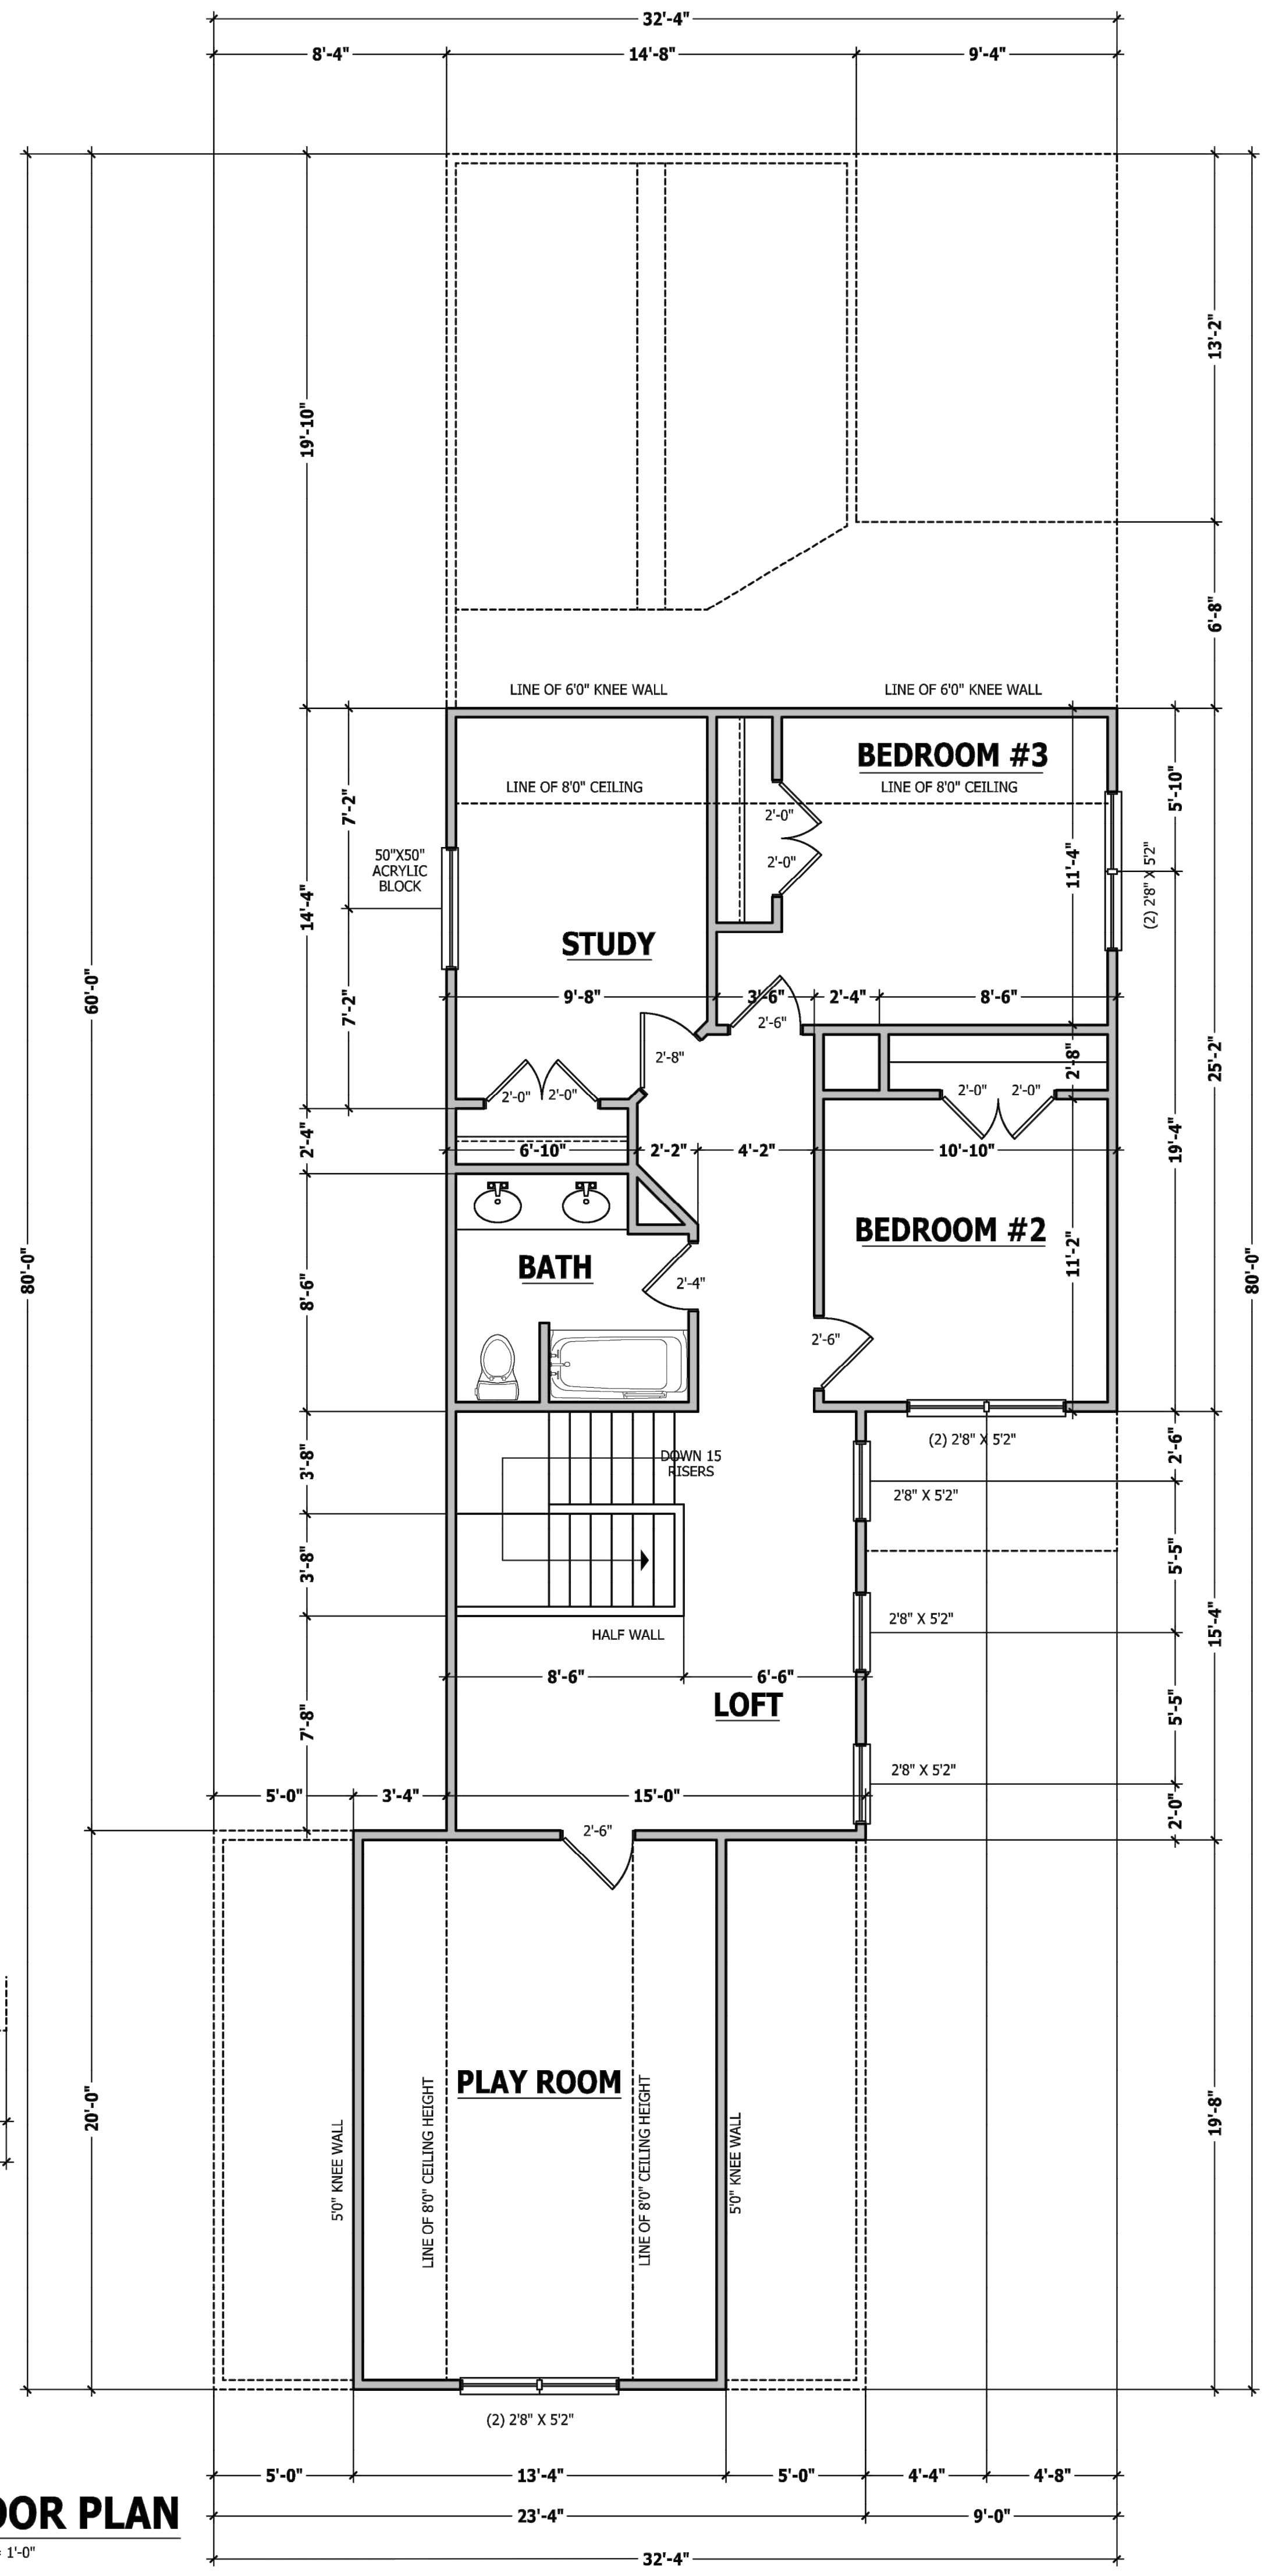 32'-4"
8'-4"
14'-8"
9'-4"
13'-2"
19'-10"
6'-8"
LINE OF 6'0" KNEE WALL
LINE OF 6'0" KNEE WALL
BEDROOM #3
LINE OF 8'0" CEILING
LINE OF 8'0" CEILING
5'-10"
7'-2"
2'-0"
50"X50"
ACRYLIC
BLOCK
2'-0"
11'-4"
(2) 2'8" X 5'2"
14'-4"
STUDY
60'-0"
7'-2"
9'-8"
3'-6"
2'-4"
8'-6"
2'-6"
2'-8"
2'-8"
25'-2"
2'-0"
2'-0"
2'-0"
2'-0"
2'-4"
6'-10"
2'-2"
4'-2"
10'-10"
19'-4"
BEDROOM #2
11'-2"
80'-0"
80'-0"
BATH
2'-4"
8'-6"
2'-6"
(2) 2'8" X 5'2"
2'-6"
3'-8"
DOWN 15
RISERS
2'8" X 5'2"
3'-8"
5'-5"
2'8" X 5'2"
HALF WALL
15'-4"
8'-6"
6'-6"
LOFT
7'-8"
5'-5"
2'8" X 5'2"
5'-0"
3'-4"
15'-0"
2'-0"
2'-6"
PLAY ROOM
20'-0"
5'0" KNEE WALL
LINE OF 8'0" CEILING HEIGHT
LINE OF 8'0" CEILING HEIGHT
5'0" KNEE WALL
19'-8"
(2) 2'8" X 5'2"
5'-0"
13'-4"
5'-0"
4'-4"
4'-8"
OOR PLAN
23'-4"
9'-0"
= 1'-0"
32'-4"